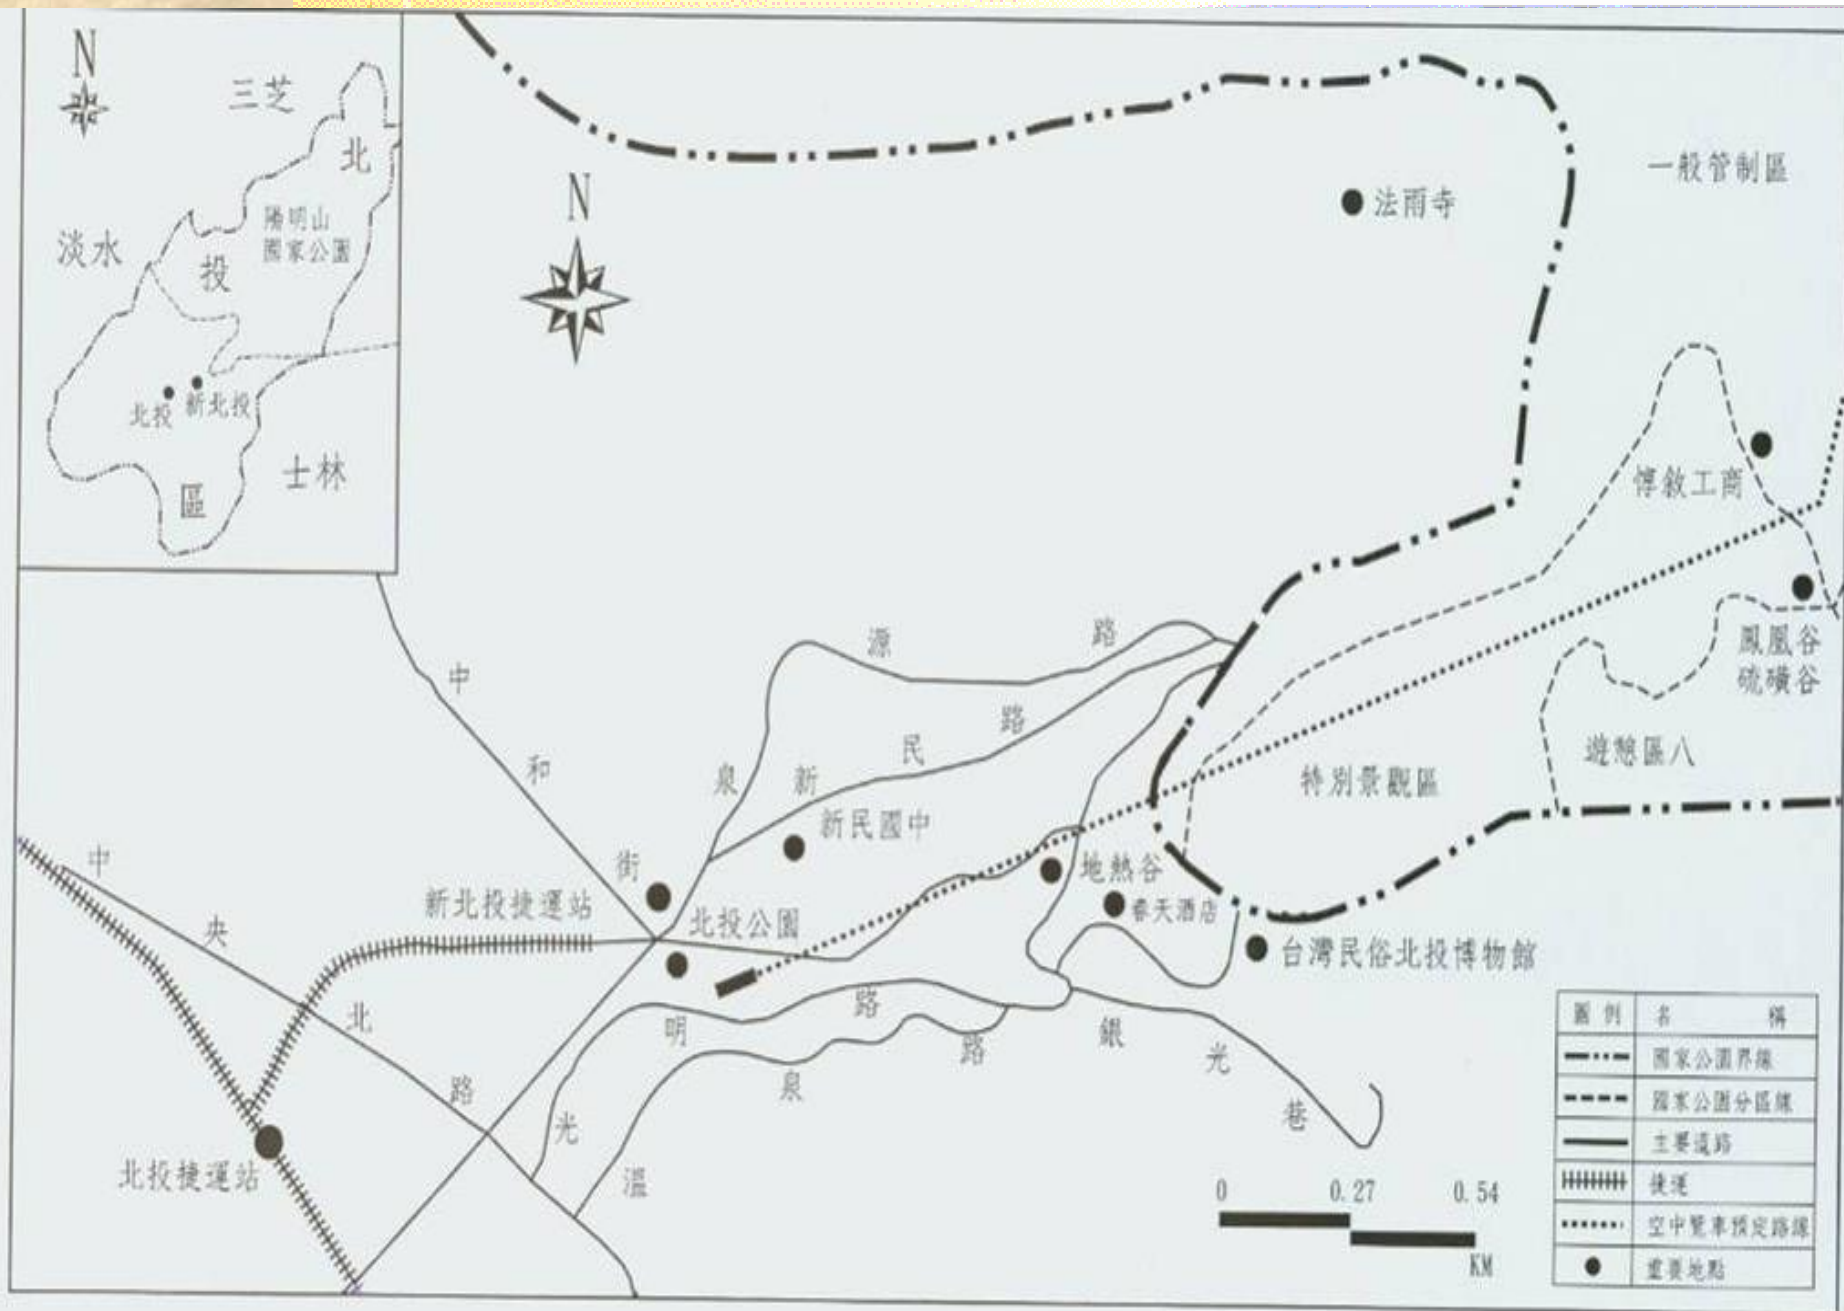 N
三芝
北
陽明山
國家公園
淡水
投
北投
新北投
士林
區
N
法雨寺
一般管制區
惇敘工商
鳳凰谷
硫磺谷
遊憩區八
特別景觀區
泉源路
新民路
中和街
新民國中
地熱谷
春天酒店
新北投捷運站
北投公園
台灣民俗北投博物館
中央北路
光明路
溫泉路
銀光巷
北投捷運站
0 0.27 0.54
KM
圖例 名稱
國家公園界線
國家公園分區線
主要道路
捷運
空中覽車預定路線
重要地點